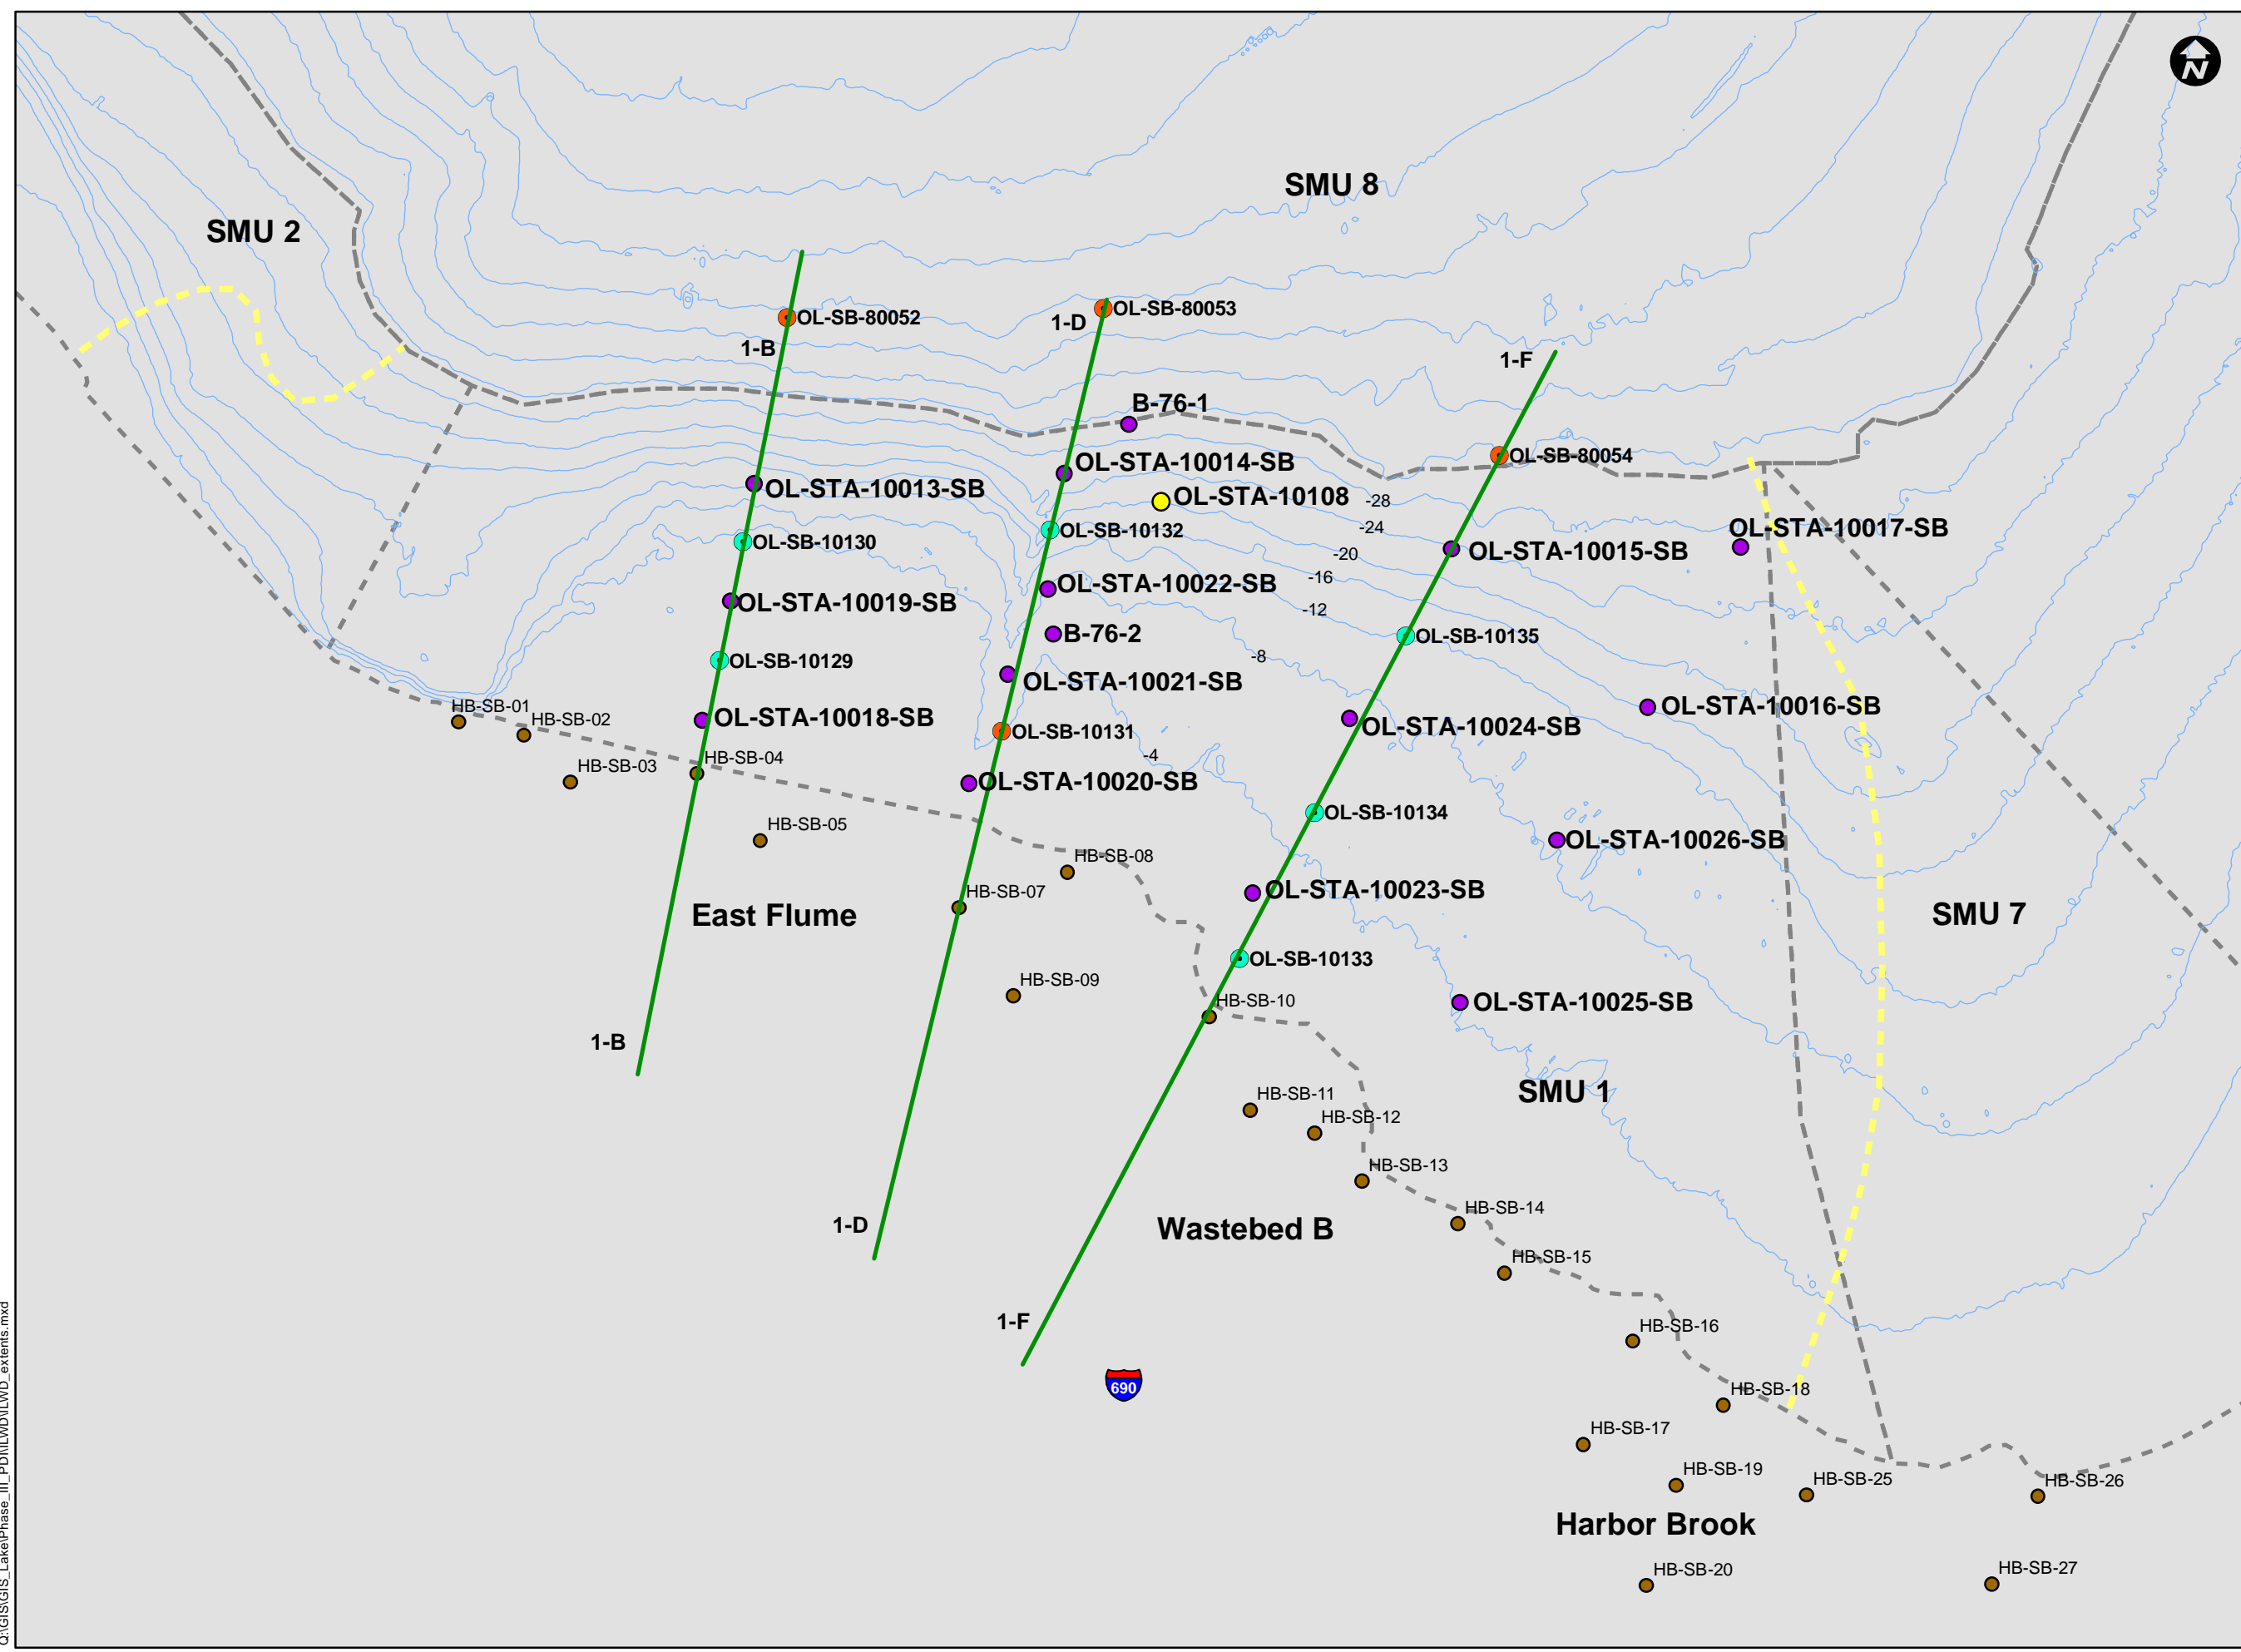 N
SMU 8
SMU 2
OL-SB-80052
1-D
OL-SB-80053
1-B
1-F
B-76-1
OL-STA-10014-SB
OL-SB-80054
OL-STA-10013-SB
OL-STA-10108
-28
-24
OL-STA-10017-SB
OL-SB-10130
OL-SB-10132
-20
OL-STA-10015-SB
-16
OL-STA-10022-SB
OL-STA-10019-SB
-12
B-76-2
OL-SB-10135
-8
OL-SB-10129
OL-STA-10021-SB
HB-SB-01
HB-SB-02
OL-STA-10018-SB
OL-SB-10131
OL-STA-10024-SB
OL-STA-10016-SB
-4
HB-SB-03
HB-SB-04
OL-STA-10020-SB
OL-SB-10134
HB-SB-05
OL-STA-10026-SB
HB-SB-08
HB-SB-07
OL-STA-10023-SB
East Flume
SMU 7
OL-SB-10133
HB-SB-09
HB-SB-10
OL-STA-10025-SB
1-B
HB-SB-11
SMU 1
HB-SB-12
HB-SB-13
HB-SB-14
1-D
Wastebed B
HB-SB-15
1-F
HB-SB-16
690
HB-SB-18
HB-SB-17
HB-SB-19
HB-SB-25
HB-SB-26
Harbor Brook
HB-SB-20
HB-SB-27
Q:\GIS\GIS_Lake\Phase_III_PDI\ILWD\ILWD_extents.mxd